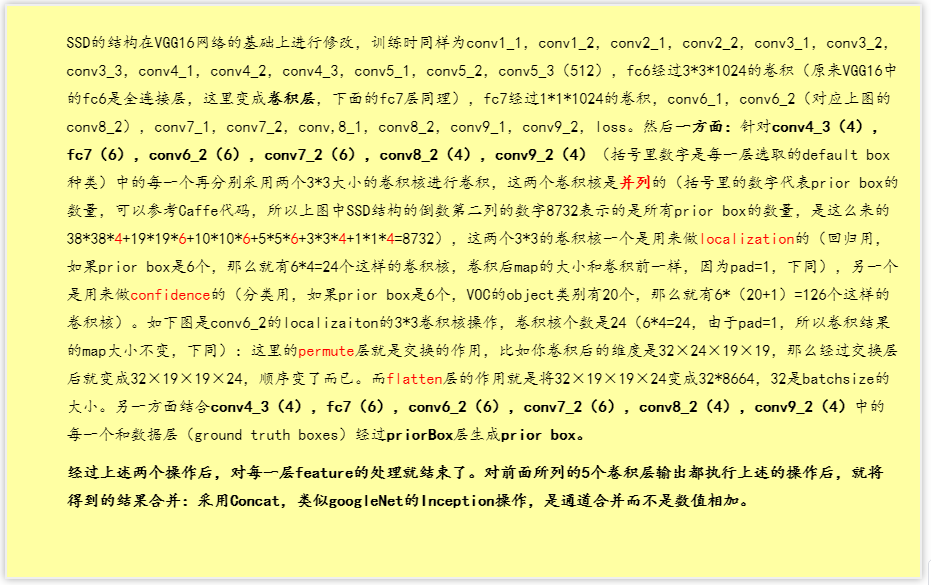 SSD的结构在VGG16网络的基础上进行修改，训练时同样为conv1_1，conv1_2，conv2_1，conv2_2，conv3_1，conv3_2，
conv3_3，conv4_1，conv4_2，conv4_3，conv5_1，conv5_2，conv5_3（512），fc6经过3*3*1024的卷积（原来VGG16中
的fc6是全连接层，这里变成卷积层，下面的fc7层同理），fc7经过1*1*1024的卷积，conv6_1，conv6_2（对应上图的
conv8_2），conv7_1，conv7_2，conv,8_1，conv8_2，conv9_1，conv9_2，loss。然后一方面：针对conv4_3（4），
fc7（6），conv6_2（6），conv7_2（6），conv8_2（4），conv9_2（4）（括号里数字是每一层选取的default box
种类）中的每一个再分别采用两个3*3大小的卷积核进行卷积，这两个卷积核是并列的（括号里的数字代表prior box的
数量，可以参考Caffe代码，所以上图中SSD结构的倒数第二列的数字8732表示的是所有prior box的数量，是这么来的
38*38*4+19*19*6+10*10*6+5*5*6+3*3*4+1*1*4=8732），这两个3*3的卷积核一个是用来做localization的（回归用，
如果prior box是6个，那么就有6*4=24个这样的卷积核，卷积后map的大小和卷积前一样，因为pad=1，下同），另一个
是用来做confidence的（分类用，如果prior box是6个，VOC的object类别有20个，那么就有6*（20+1）=126个这样的
卷积核）。如下图是conv6_2的localizaiton的3*3卷积核操作，卷积核个数是24（6*4=24，由于pad=1，所以卷积结果
的map大小不变，下同）：这里的permute层就是交换的作用，比如你卷积后的维度是32×24×19×19，那么经过交换层
后就变成32×19×19×24，顺序变了而已。而flatten层的作用就是将32×19×19×24变成32*8664，32是batchsize的
大小。另一方面结合conv4_3（4），fc7（6），conv6_2（6），conv7_2（6），conv8_2（4），conv9_2（4）中的
每一个和数据层（ground truth boxes）经过priorBox层生成prior box。
经过上述两个操作后，对每一层feature的处理就结束了。对前面所列的5个卷积层输出都执行上述的操作后，就将
得到的结果合并：采用Concat，类似googleNet的Inception操作，是通道合并而不是数值相加。